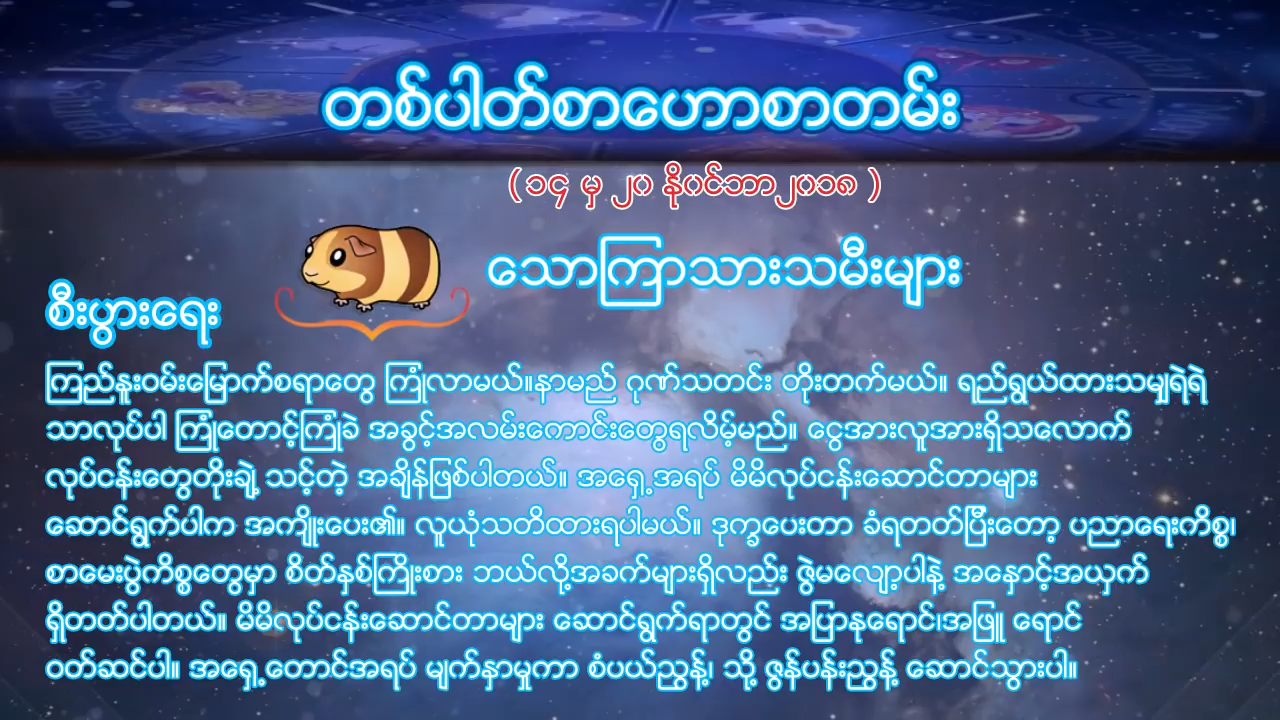 တစ်ပါတ်စာဟောစာတမ်း
( ၁၄ မှ ၂၀ နိုဝင်ဘာ၂၀၁၈ )
သောကြာသားသမီးများ
စီးပွားရေး
ကြည်နူးဝမ်းမြောက်စရာတွေ ကြုံလာမယ်။နာမည် ဂုဏ်သတင်း တိုးတက်မယ်။ ရည်ရွယ်ထားသမျှရဲရဲ
သာလုပ်ပါ ကြုံတောင့်ကြုံခဲ အခွင့်အလမ်းကောင်းတွေရလိမ့်မည်။ ငွေအားလူအားရှိသလောက်
လုပ်ငန်းတွေတိုးချဲ့ သင့်တဲ့ အချိန်ဖြစ်ပါတယ်။ အရှေ့အရပ် မိမိလုပ်ငန်းဆောင်တာများ
ဆောင်ရွက်ပါက အကျိုးပေး၏။ လူယုံသတိထားရပါမယ်။ ဒုက္ခပေးတာ ခံရတတ်ပြီးတော့ ပညာရေးကိစ္စ၊
စာမေးပွဲကိစ္စတွေမှာ စိတ်နှစ်ကြိုးစား ဘယ်လို့အခက်များရှိလည်း ဇွဲမလျော့ပါနဲ့ အနှောင့်အယှက်
ရှိတတ်ပါတယ်။ မိမိလုပ်ငန်းဆောင်တာများ ဆောင်ရွက်ရာတွင် အပြာနုရောင်၊အဖြူ ရောင်
ဝတ်ဆင်ပါ။ အရှေ့တောင်အရပ် မျက်နှာမှုကာ စံပယ်ညွန့်၊ သို့ ဇွန်ပန်းညွန့် ဆောင်သွားပါ။